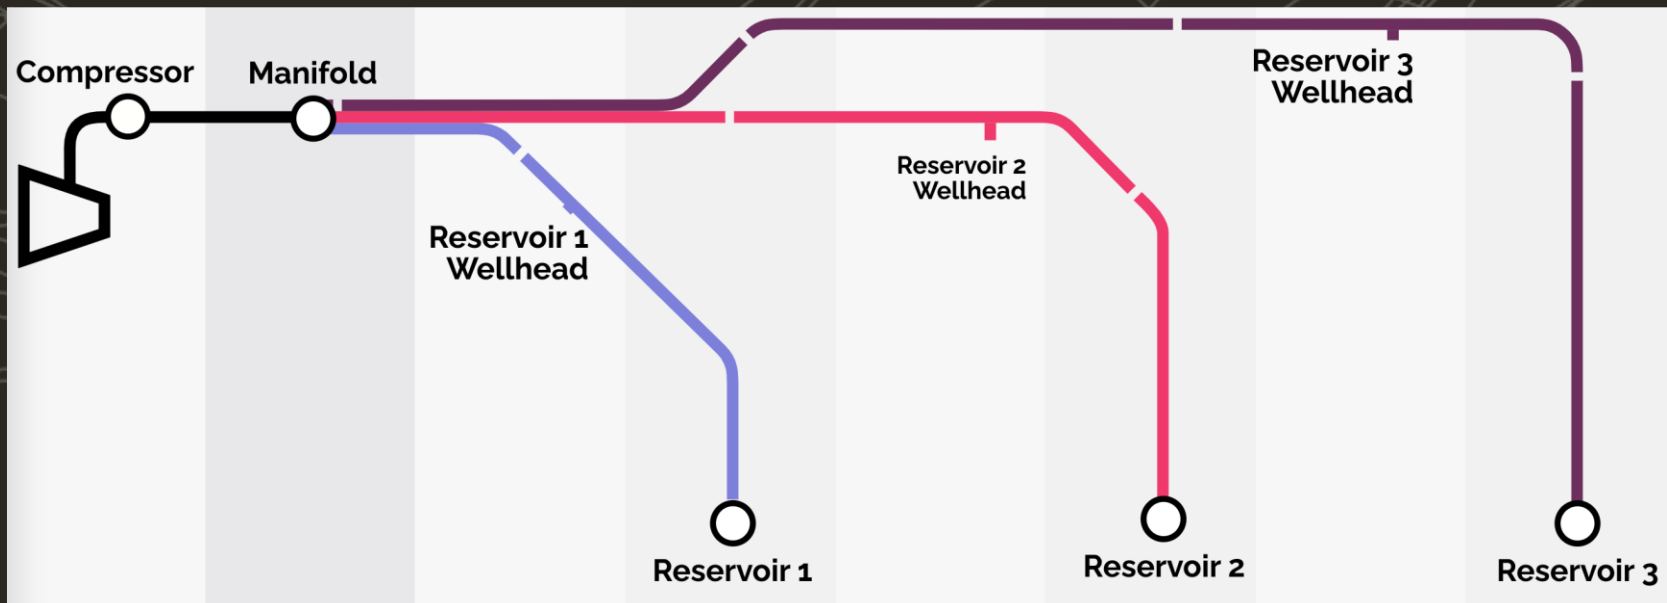 Compressor
Manifold
Reservoir 3
Wellhead
Reservoir 2
Wellhead
Reservoir 1
Wellhead
Reservoir 1
Reservoir 2
Reservoir 3